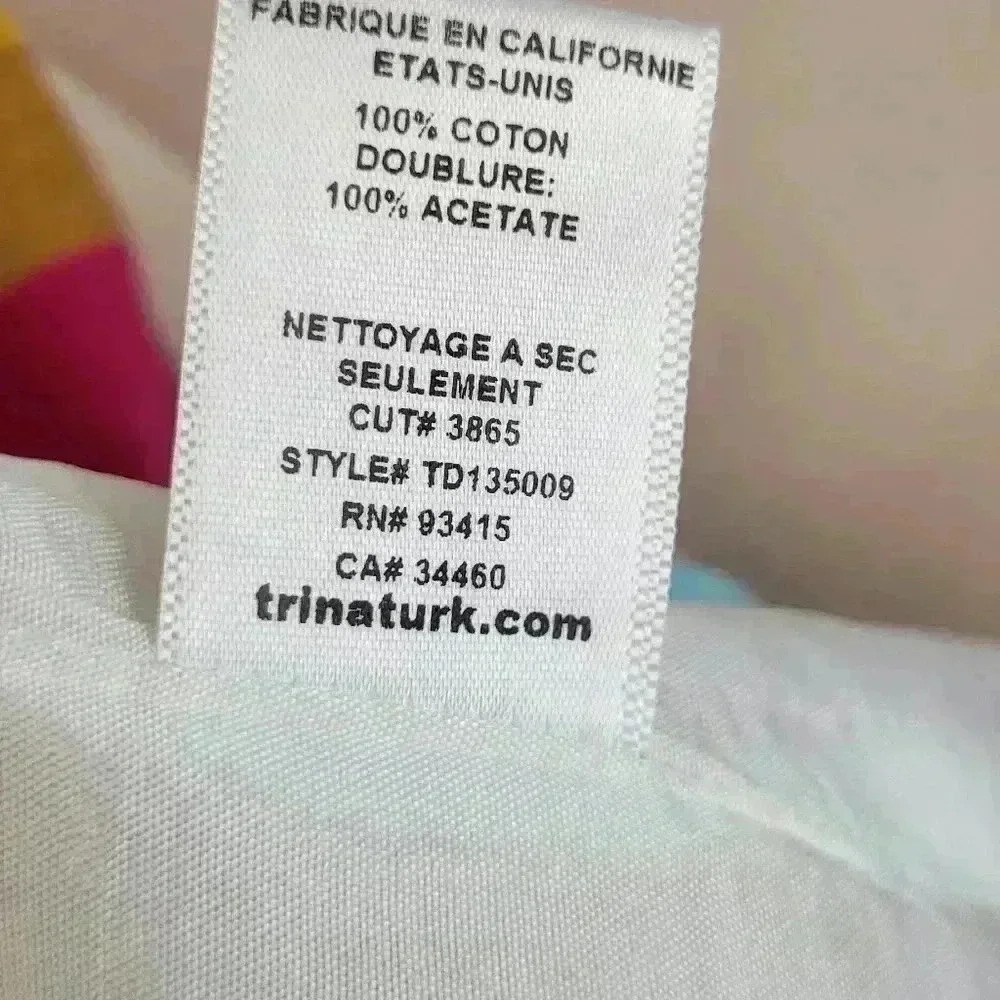 FABRIQUE EN CALIFORNIE
ETATS-UNIS
100% COTON
DOUBLURE:
100% ACETATE
NETTOYAGE A SEC
SEULEMENT
CUT# 3865
STYLE# TD135009
RN# 93415
CA# 34460
trinaturk.com